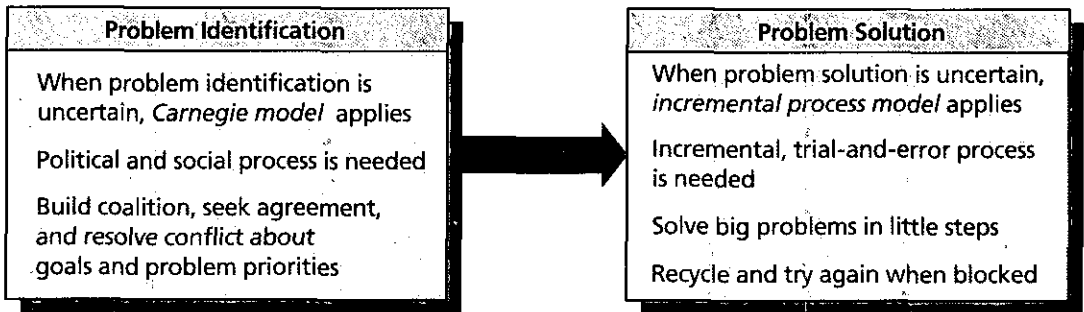 Problem Identification
When problem identification is
uncertain, Carnegie model applies
Political and social process is needed
Build coalition, seek agreement,
and resolve conflict about
goals and problem priorities
Problem Solution
When problem solution is uncertain,
incremental process model applies
Incremental, trial-and-error process
is needed
Solve big problems in little steps
Recycle and try again when blocked